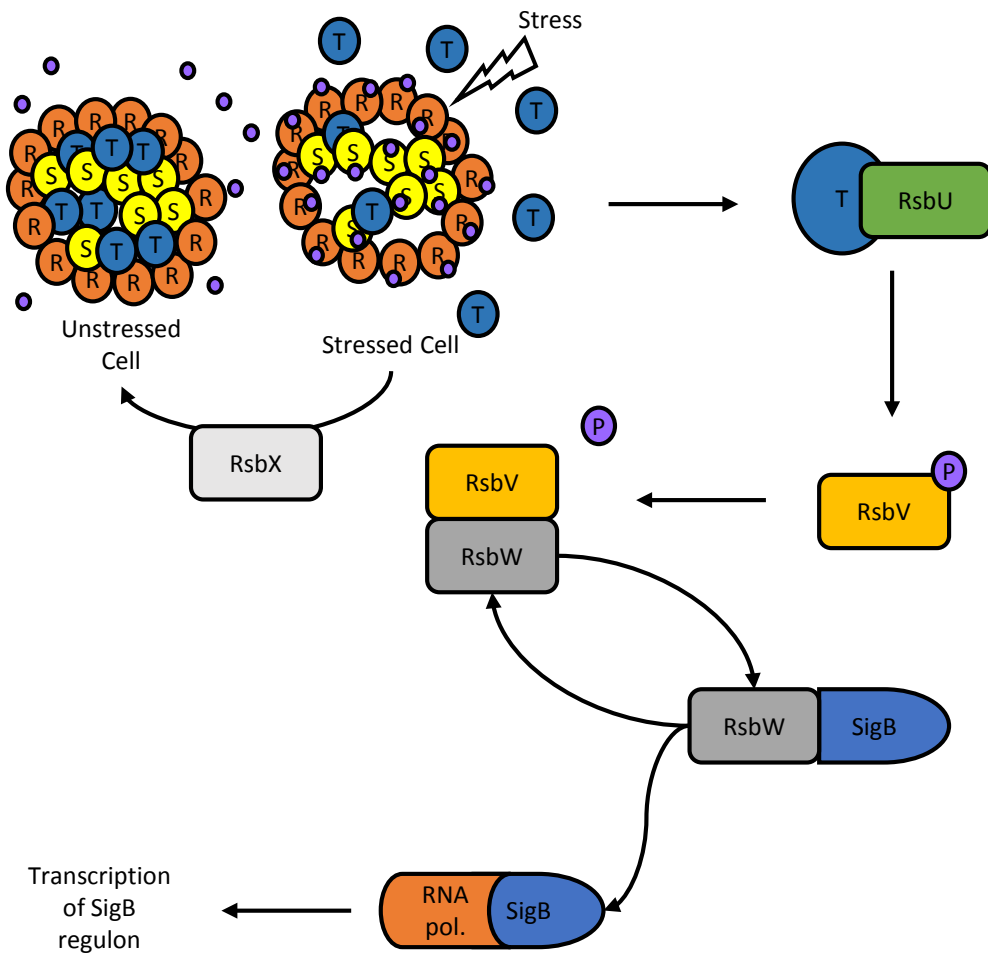 Stress
T
T
T
T
T
R R R R
R T T T R
S S S S
R T T S S R
R S T T R
R R R R
R R R R
R T R
S S S S
R S S R
R T R
R S R
R R R
Unstressed
Cell
Stressed Cell
T RsbU
RsbX
P
RsbV
RsbW
P
RsbV
RsbW SigB
RNA
pol.
SigB
Transcription
of SigB
regulon